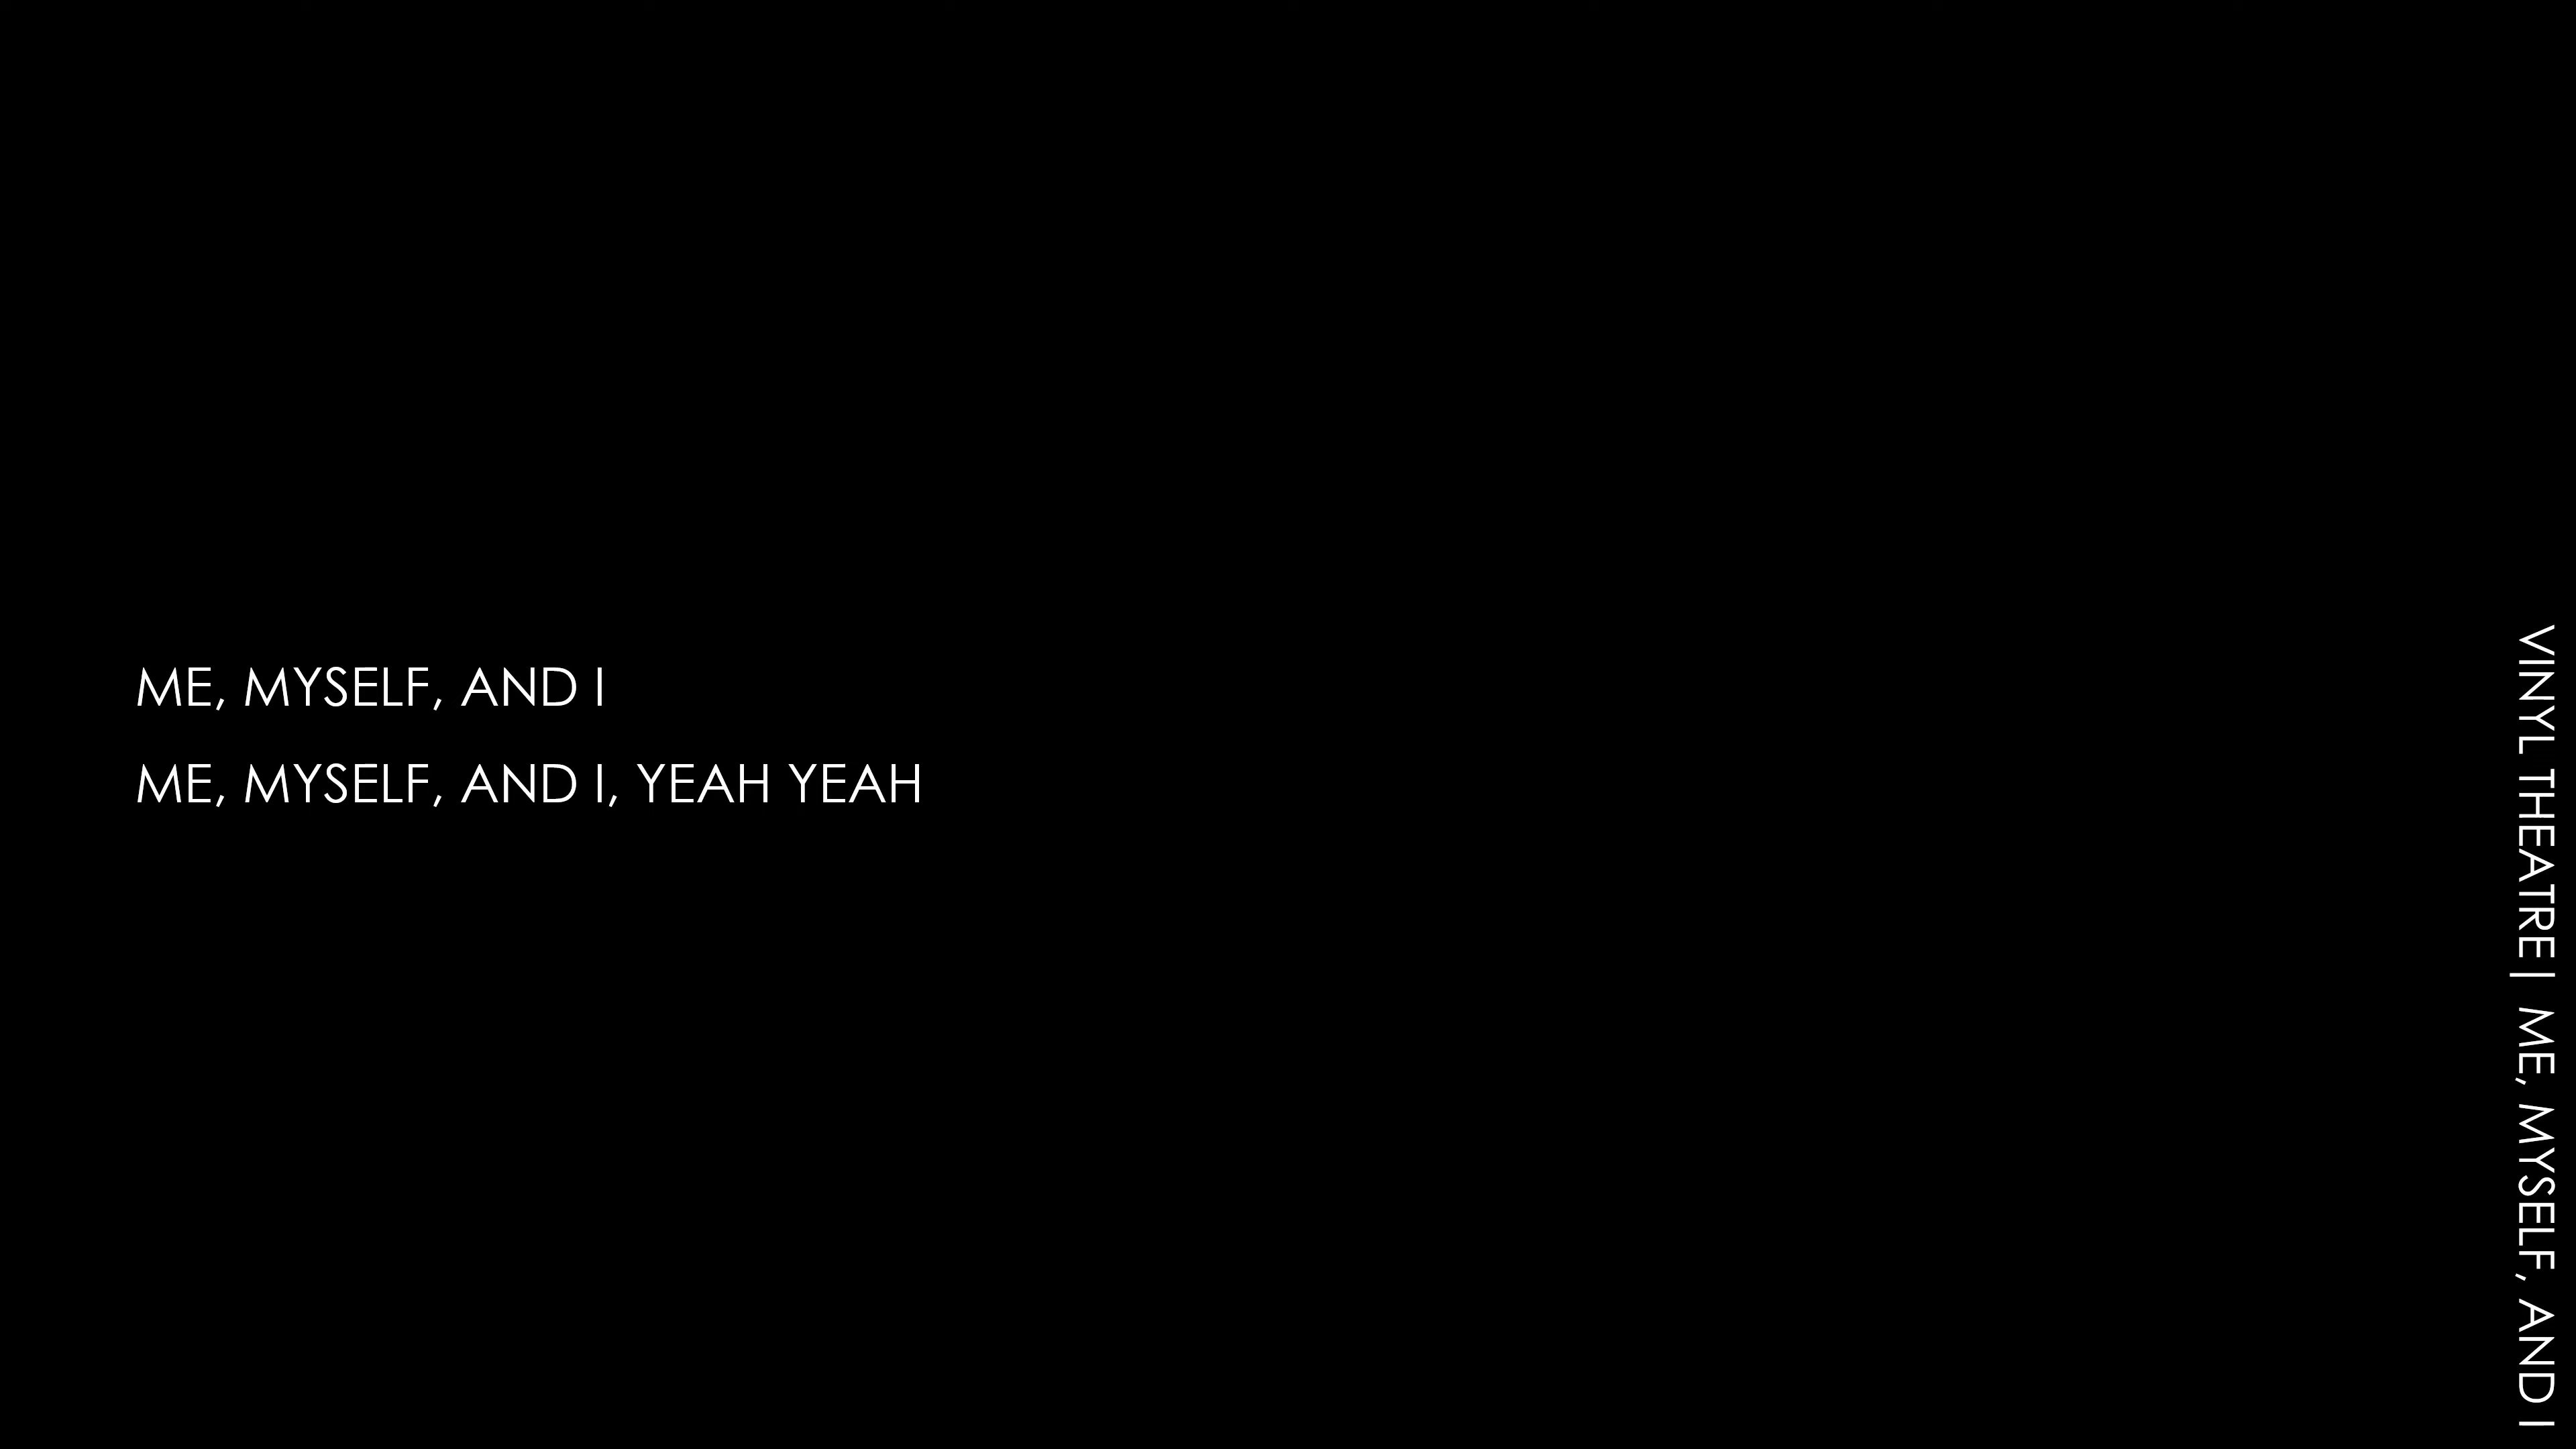 ME, MYSELF, AND I
ME, MYSELF, AND I, YEAH YEAH
VINYL THEATRE| ME, MYSELF, AND I